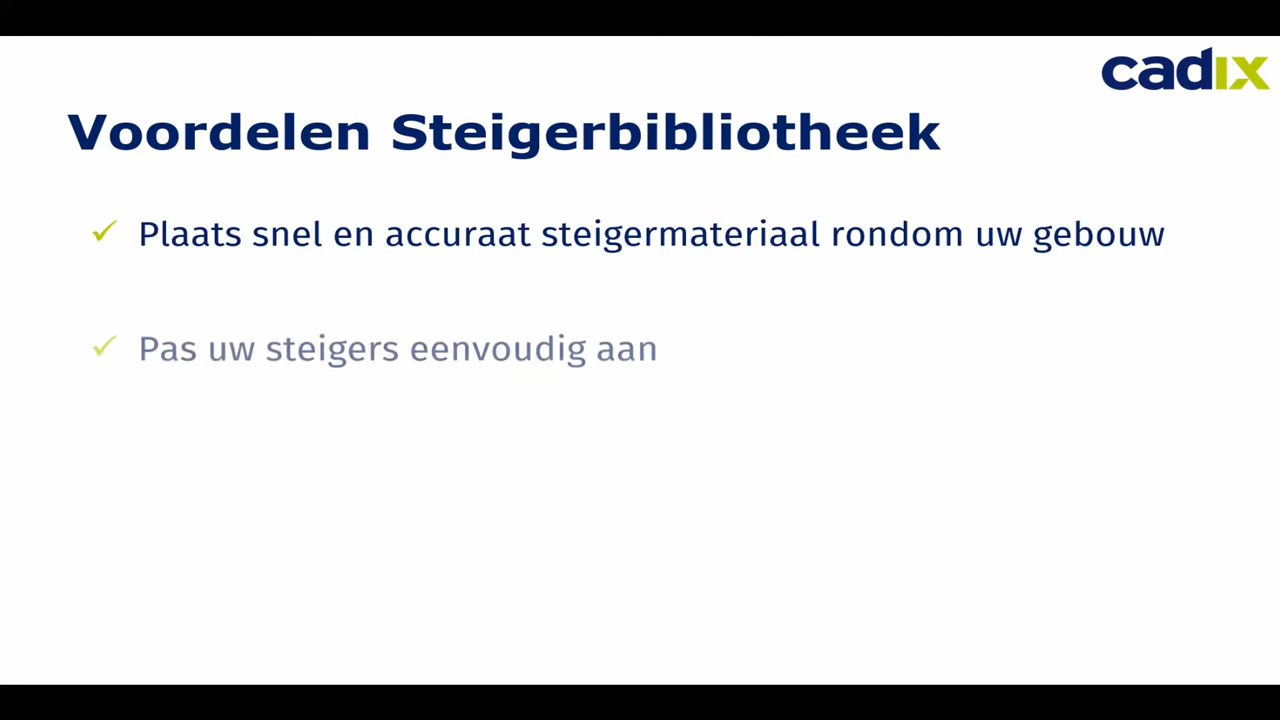 cadix
Voordelen Steigerbibliotheek
Plaats snel en accuraat steigermateriaal rondom uw gebouw
Pas uw steigers eenvoudig aan